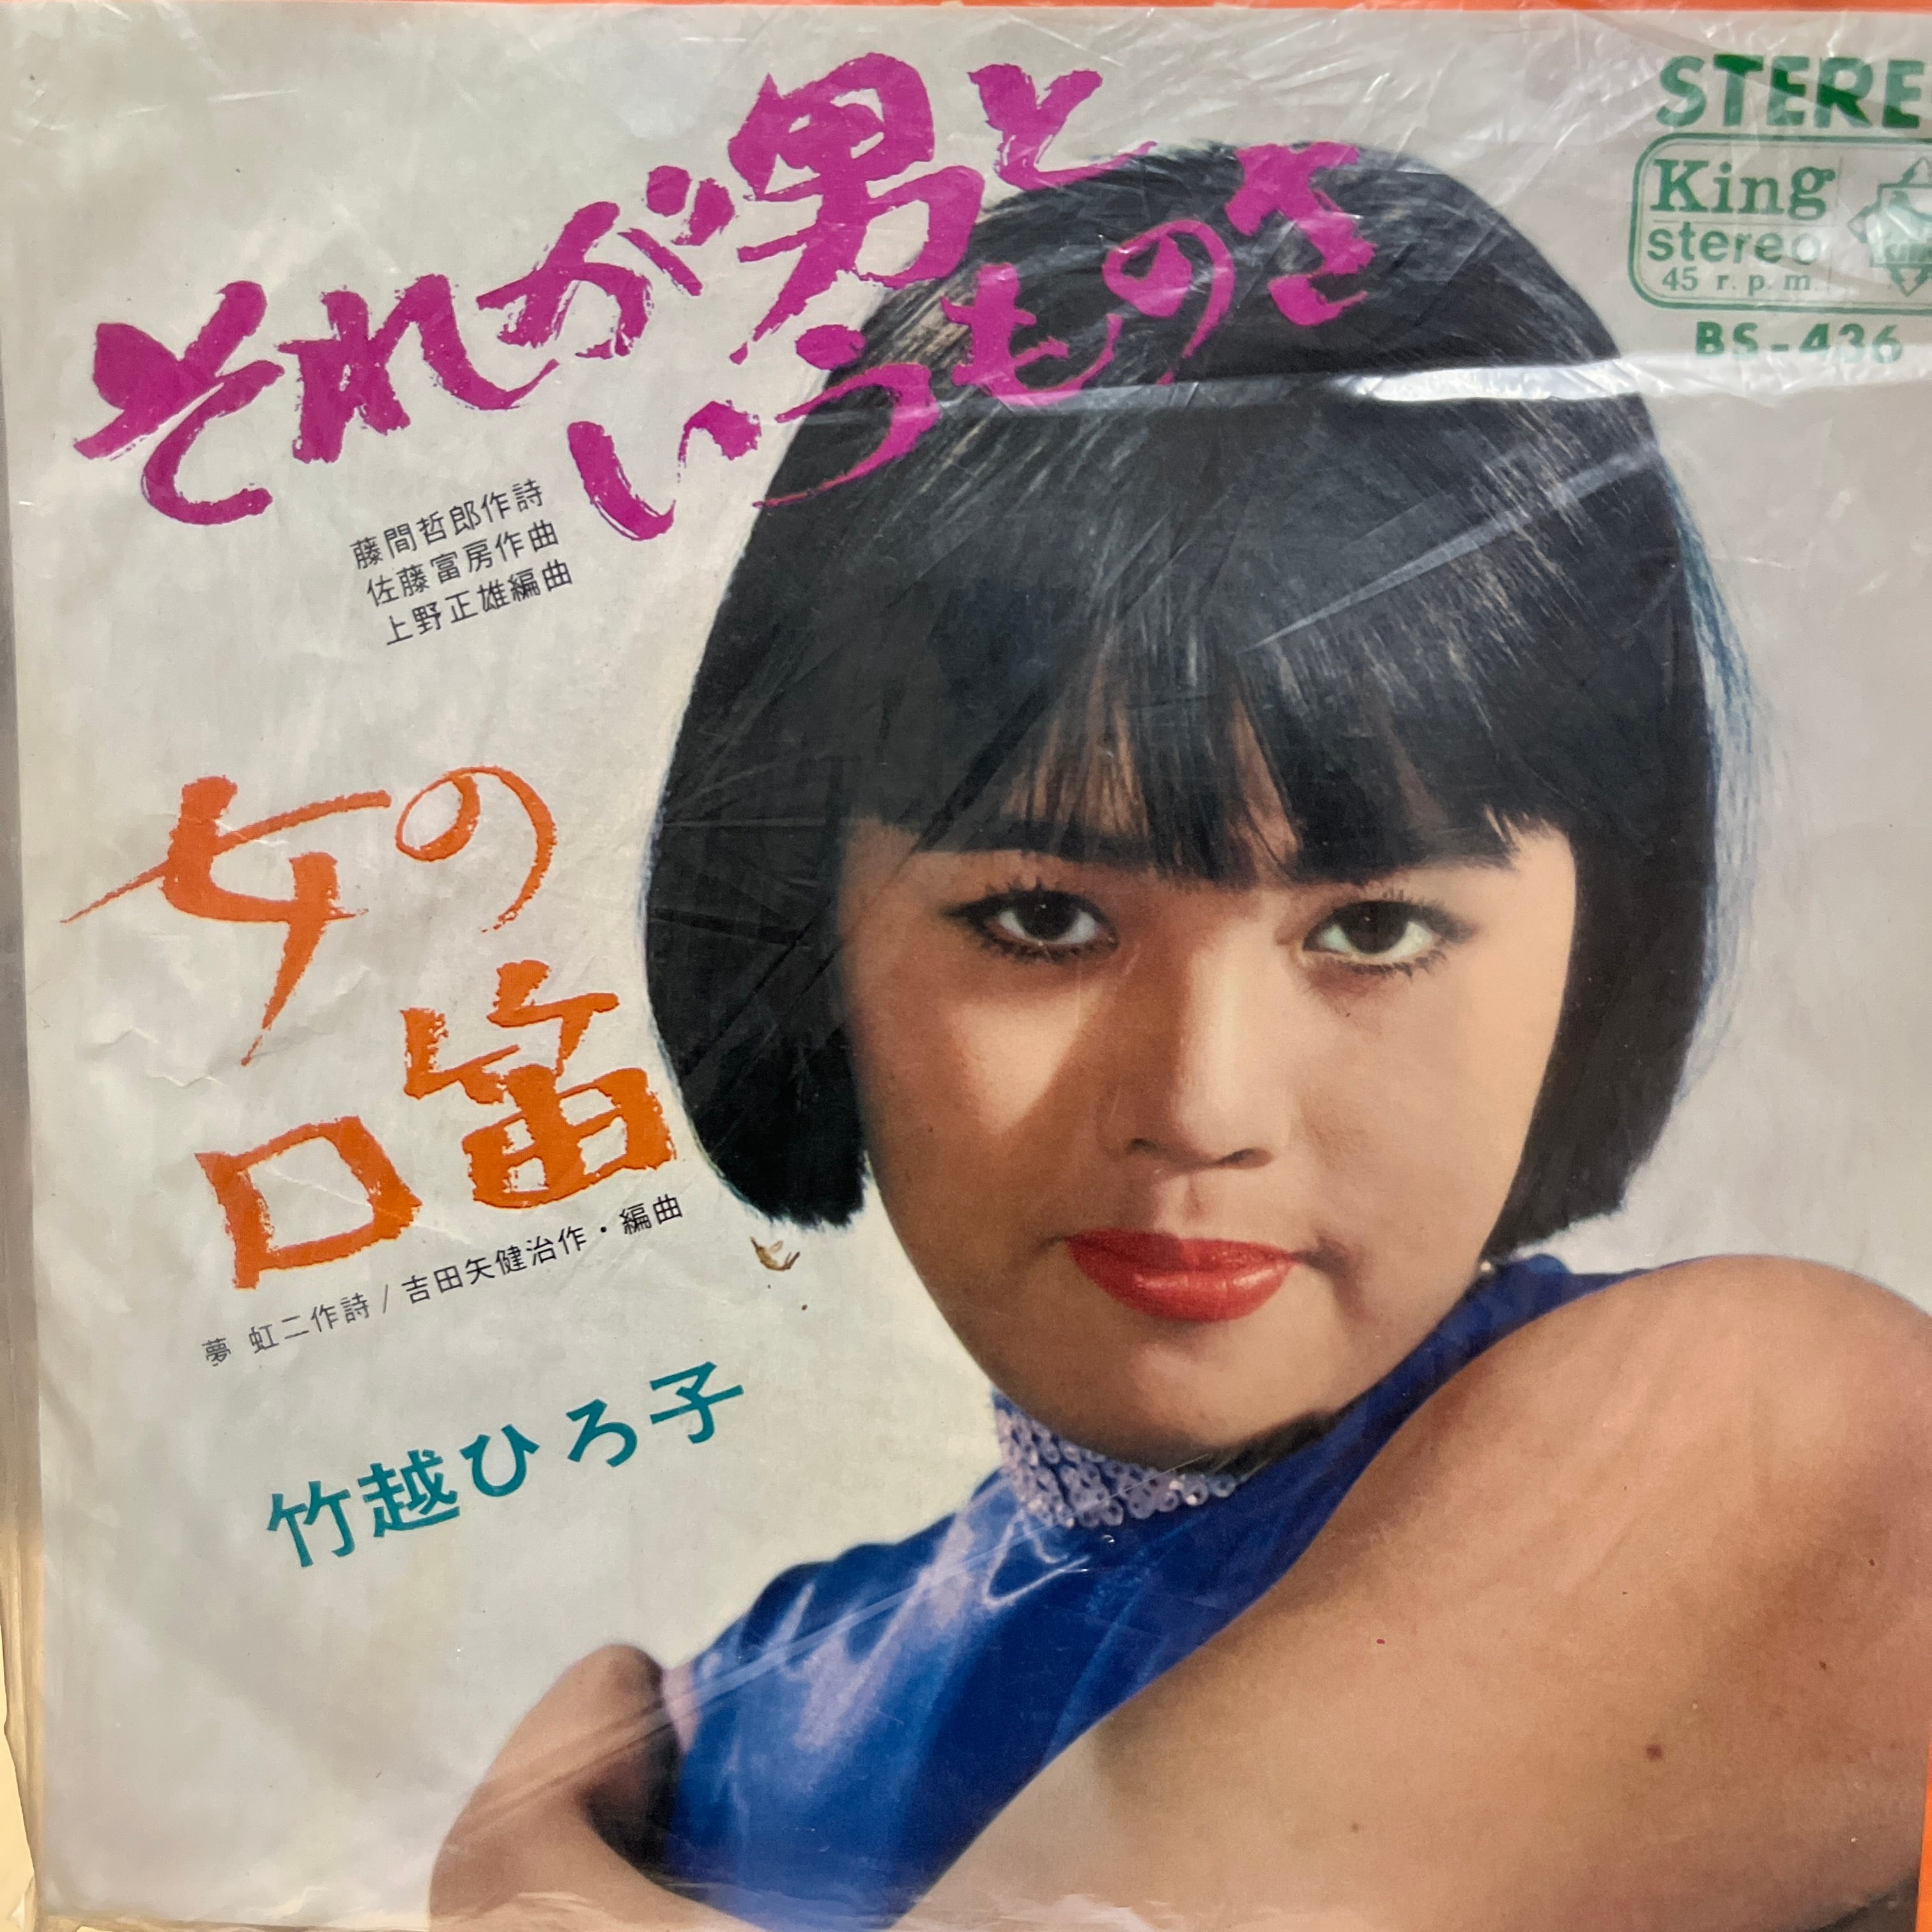 それが男と
いうものさ
藤間哲郎作詩
佐藤富房作曲
上野正雄編曲
STERE
King
stereo
45 r.p.m.
BS-436
女の
口笛
夢 虹二作詩/吉田矢健治作・編曲
竹越ひろ子